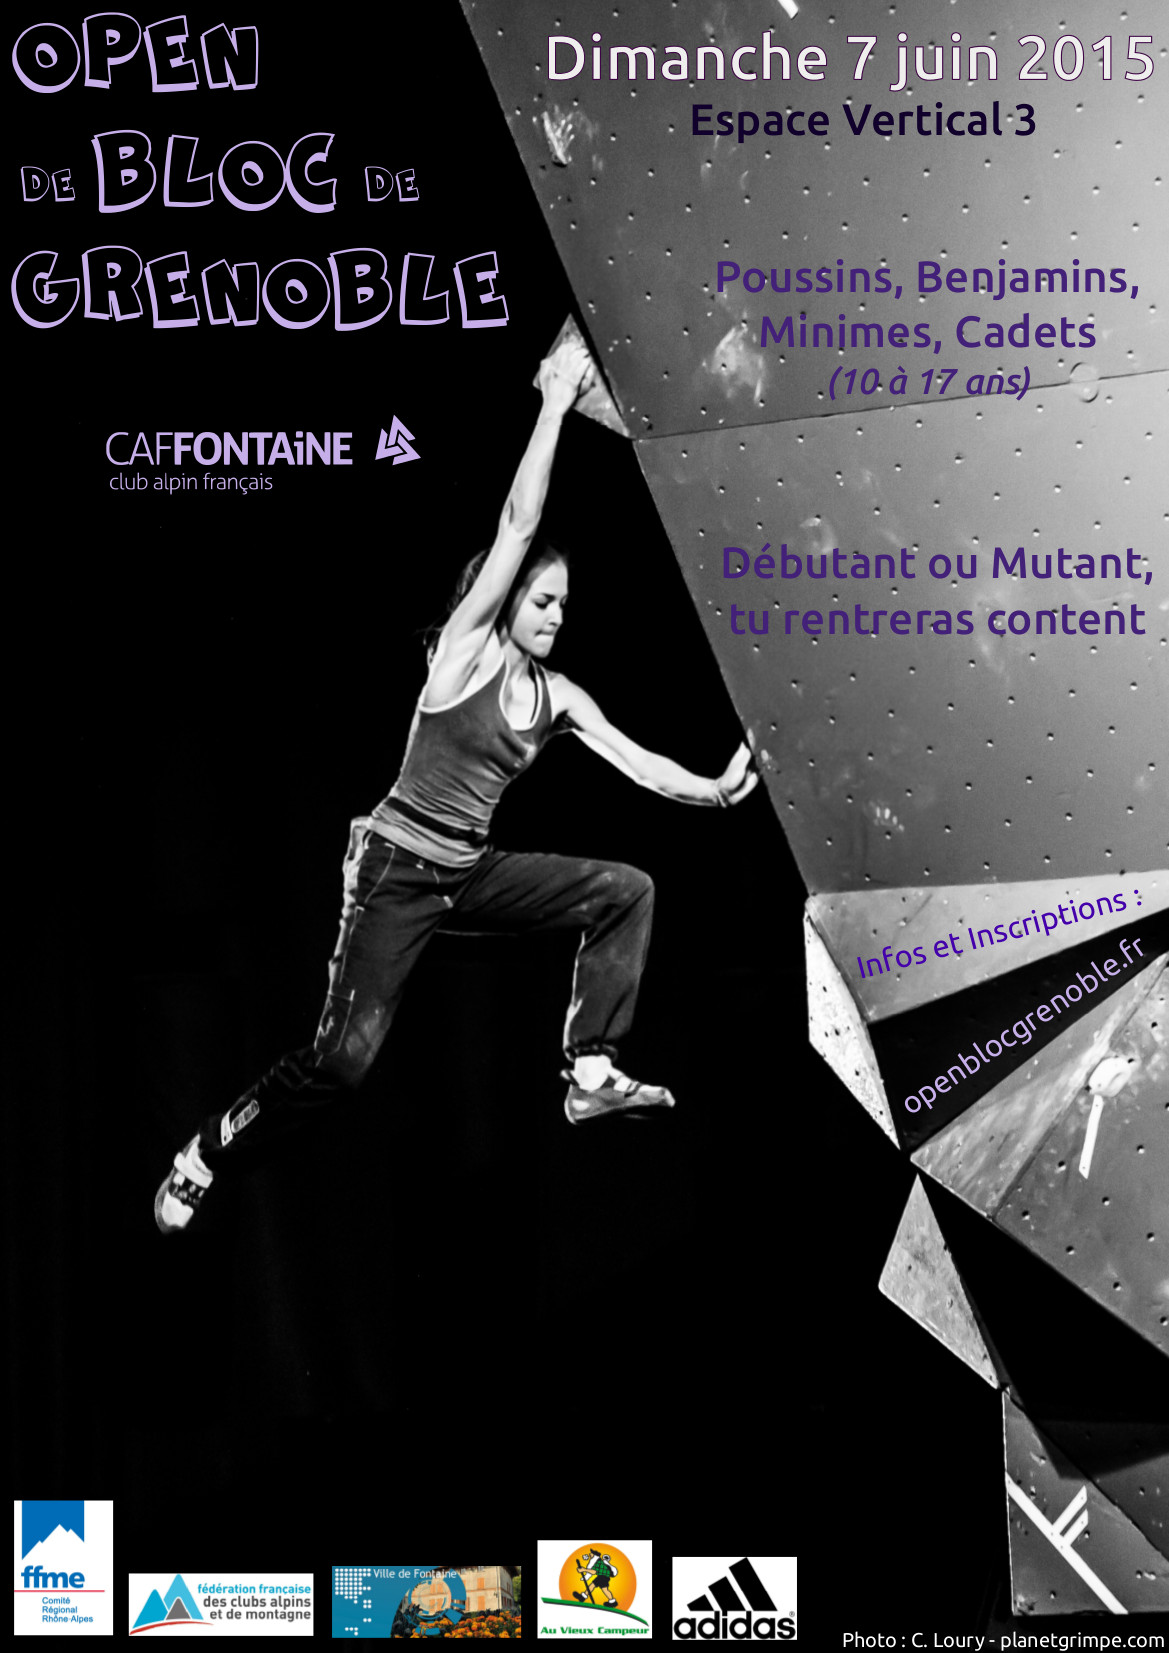 OPEN
DE BLOC DE
GRENOBLE
CAFFONTAiNE
club alpin français
Dimanche 7 juin 2015
Espace Vertical 3
Poussins, Benjamins,
Minimes, Cadets
(10 à 17 ans)
Débutant ou Mutant,
tu rentreras content
Infos et Inscriptions :
openblocgrenoble.fr
ffme
Comité
Régional
Rhône Alpes
fédération française
des clubs alpins
et de montagne
Ville de Fontaine
Au Vieux Campeur
adidas®
Photo : C. Loury - planetgrimpe.com